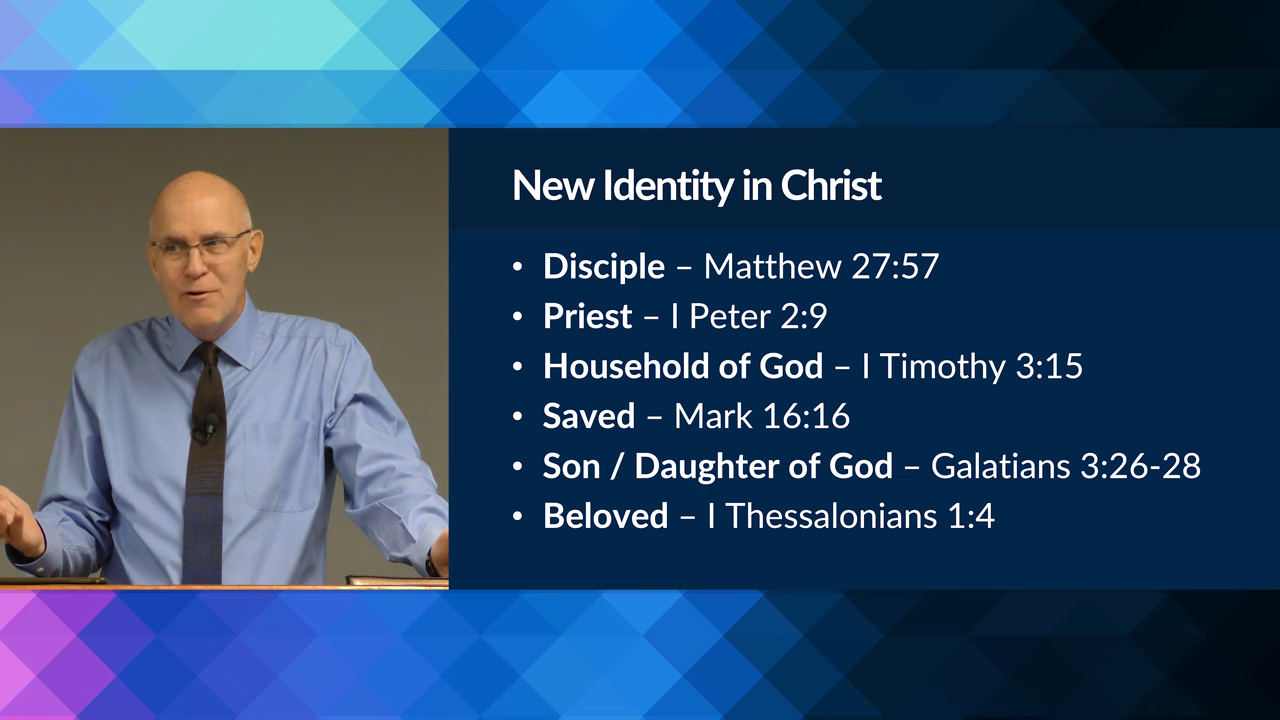 New Identity in Christ
• Disciple – Matthew 27:57
• Priest – I Peter 2:9
• Household of God – I Timothy 3:15
• Saved – Mark 16:16
• Son / Daughter of God – Galatians 3:26-28
• Beloved – I Thessalonians 1:4